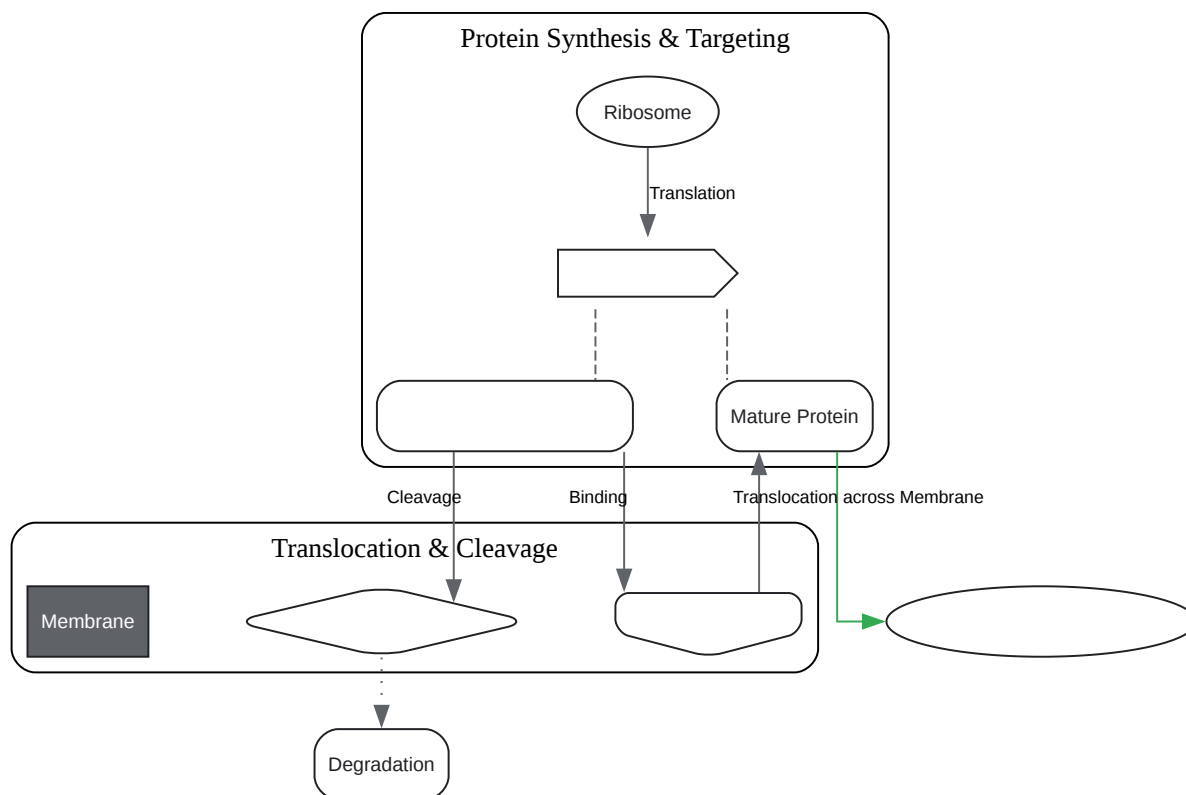 Protein Synthesis & Targeting
Ribosome
Translation
Mature Protein
Cleavage
Binding
Translocation across Membrane
Translocation & Cleavage
Membrane
Degradation